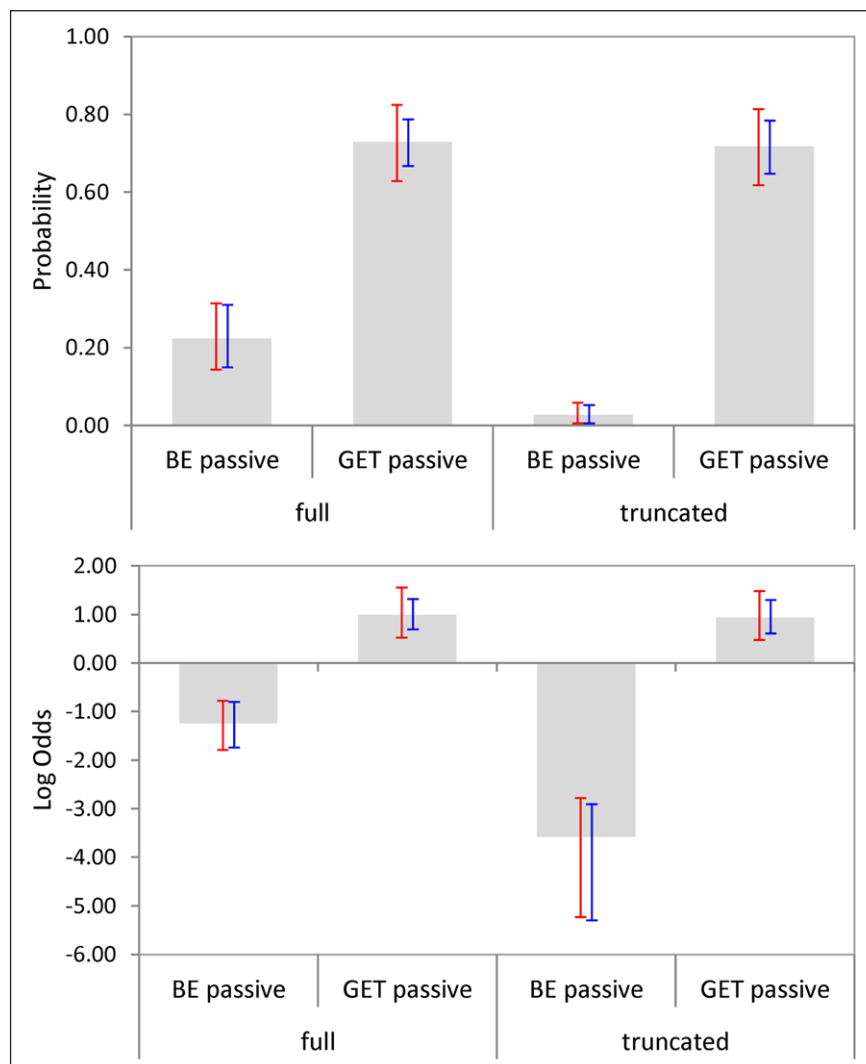 1.00
0.80
0.60
0.40
0.20
0.00
Probability
BE passive GET passive BE passive GET passive
full truncated
2.00
1.00
0.00
-1.00
-2.00
-3.00
-4.00
-5.00
-6.00
Log Odds
BE passive GET passive BE passive GET passive
full truncated